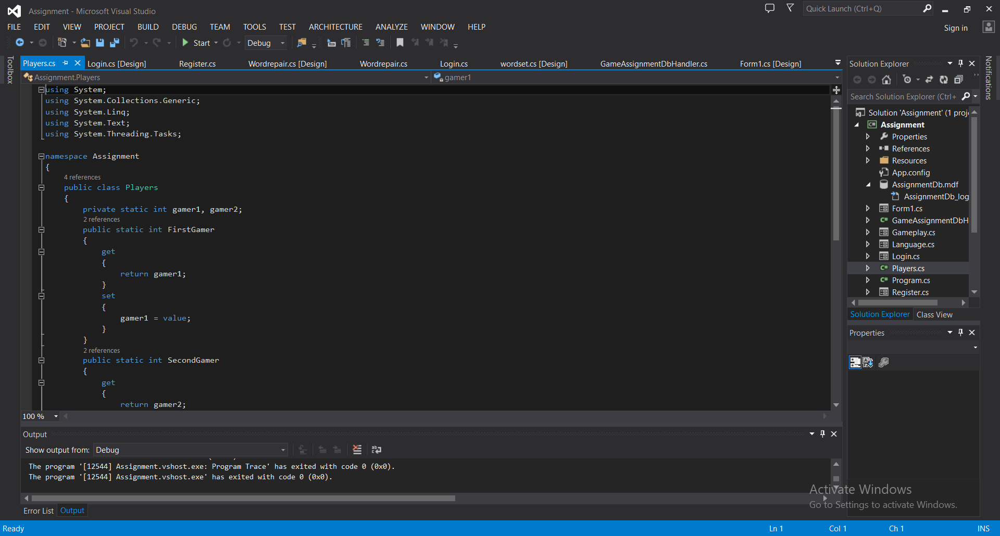 Assignment - Microsoft Visual Studio
Quick Launch (Ctrl+Q)
FILE EDIT VIEW PROJECT BUILD DEBUG TEAM TOOLS TEST ARCHITECTURE ANALYZE WINDOW HELP
Sign in
Start Debug
Toolbox
Players.cs Login.cs [Design] Register.cs Wordrepair.cs [Design] Wordrepair.cs Login.cs wordset.cs [Design] GameAssignmentDbHandler.cs Form1.cs [Design]
Assignment.Players gamer1
using System;
using System.Collections.Generic;
using System.Linq;
using System.Text;
using System.Threading.Tasks;
namespace Assignment
{
4 references
public class Players
{
private static int gamer1, gamer2;
2 references
public static int FirstGamer
{
get
{
return gamer1;
}
set
{
gamer1 = value;
}
}
2 references
public static int SecondGamer
{
get
{
return gamer2;
100 %
Output
Show output from: Debug
The program '[12544] Assignment.vshost.exe: Program Trace' has exited with code 0 (0x0).
The program '[12544] Assignment.vshost.exe' has exited with code 0 (0x0).
Error List Output
Solution Explorer
Search Solution Explorer (Ctrl+
Solution 'Assignment' (1 proj
Assignment
Properties
References
Resources
App.config
AssignmentDb.mdf
AssignmentDb_log
Form1.cs
GameAssignmentDbH
Gameplay.cs
Language.cs
Login.cs
Players.cs
Program.cs
Register.cs
Solution Explorer Class View
Properties
Notifications
Activate Windows
Go to Settings to activate Windows.
Ready Ln 1 Col 1 Ch 1 INS